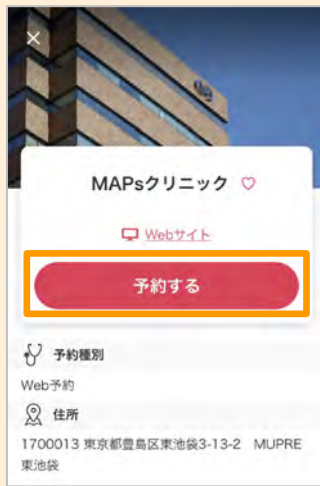 MAPsクリニック
Webサイト
予約する
予約種別
Web予約
住所
1700013 東京都豊島区東池袋3-13-2 MUPRE
東池袋